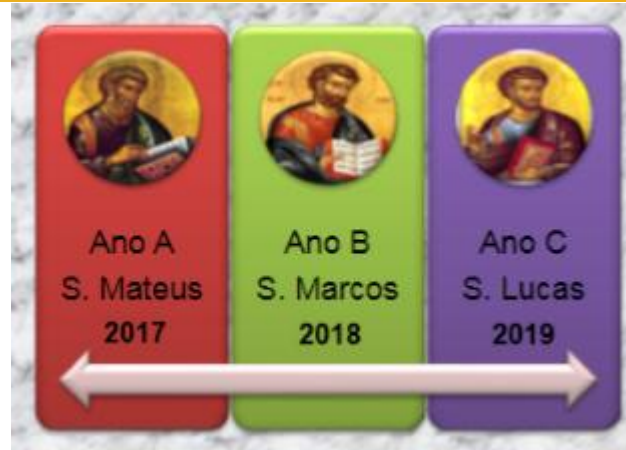 Ano A
S. Mateus
2017
Ano B
S. Marcos
2018
Ano C
S. Lucas
2019